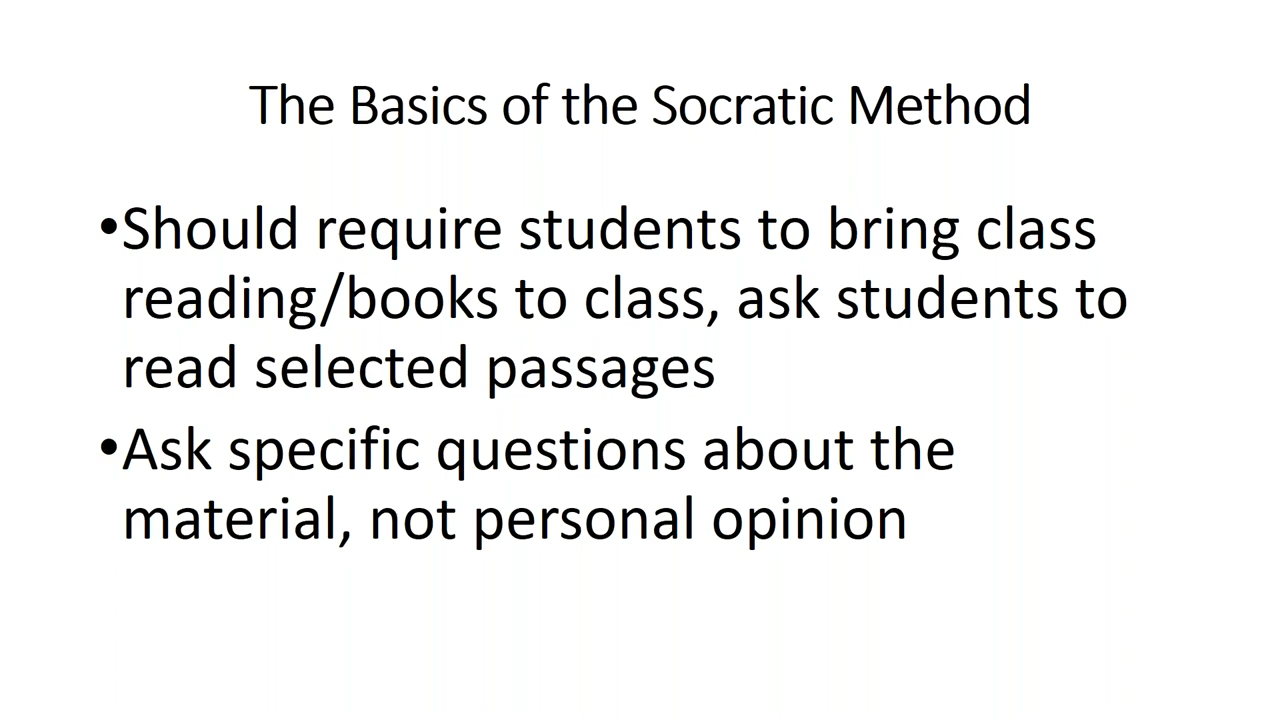 The Basics of the Socratic Method
•Should require students to bring class
reading/books to class, ask students to
read selected passages
•Ask specific questions about the
material, not personal opinion